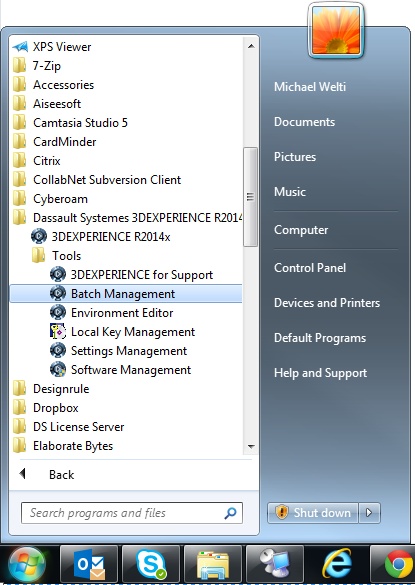 XPS Viewer
7-Zip
Accessories
Aiseesoft
Camtasia Studio 5
CardMinder
Citrix
CollabNet Subversion Client
Cyberoam
Dassault Systemes 3DEXPERIENCE R2014
3DEXPERIENCE R2014x
Tools
3DEXPERIENCE for Support
Batch Management
Environment Editor
Local Key Management
Settings Management
Software Management
Designrule
Dropbox
DS License Server
Elaborate Bytes
Back
Search programs and files
Michael Welti
Documents
Pictures
Music
Computer
Control Panel
Devices and Printers
Default Programs
Help and Support
Shut down